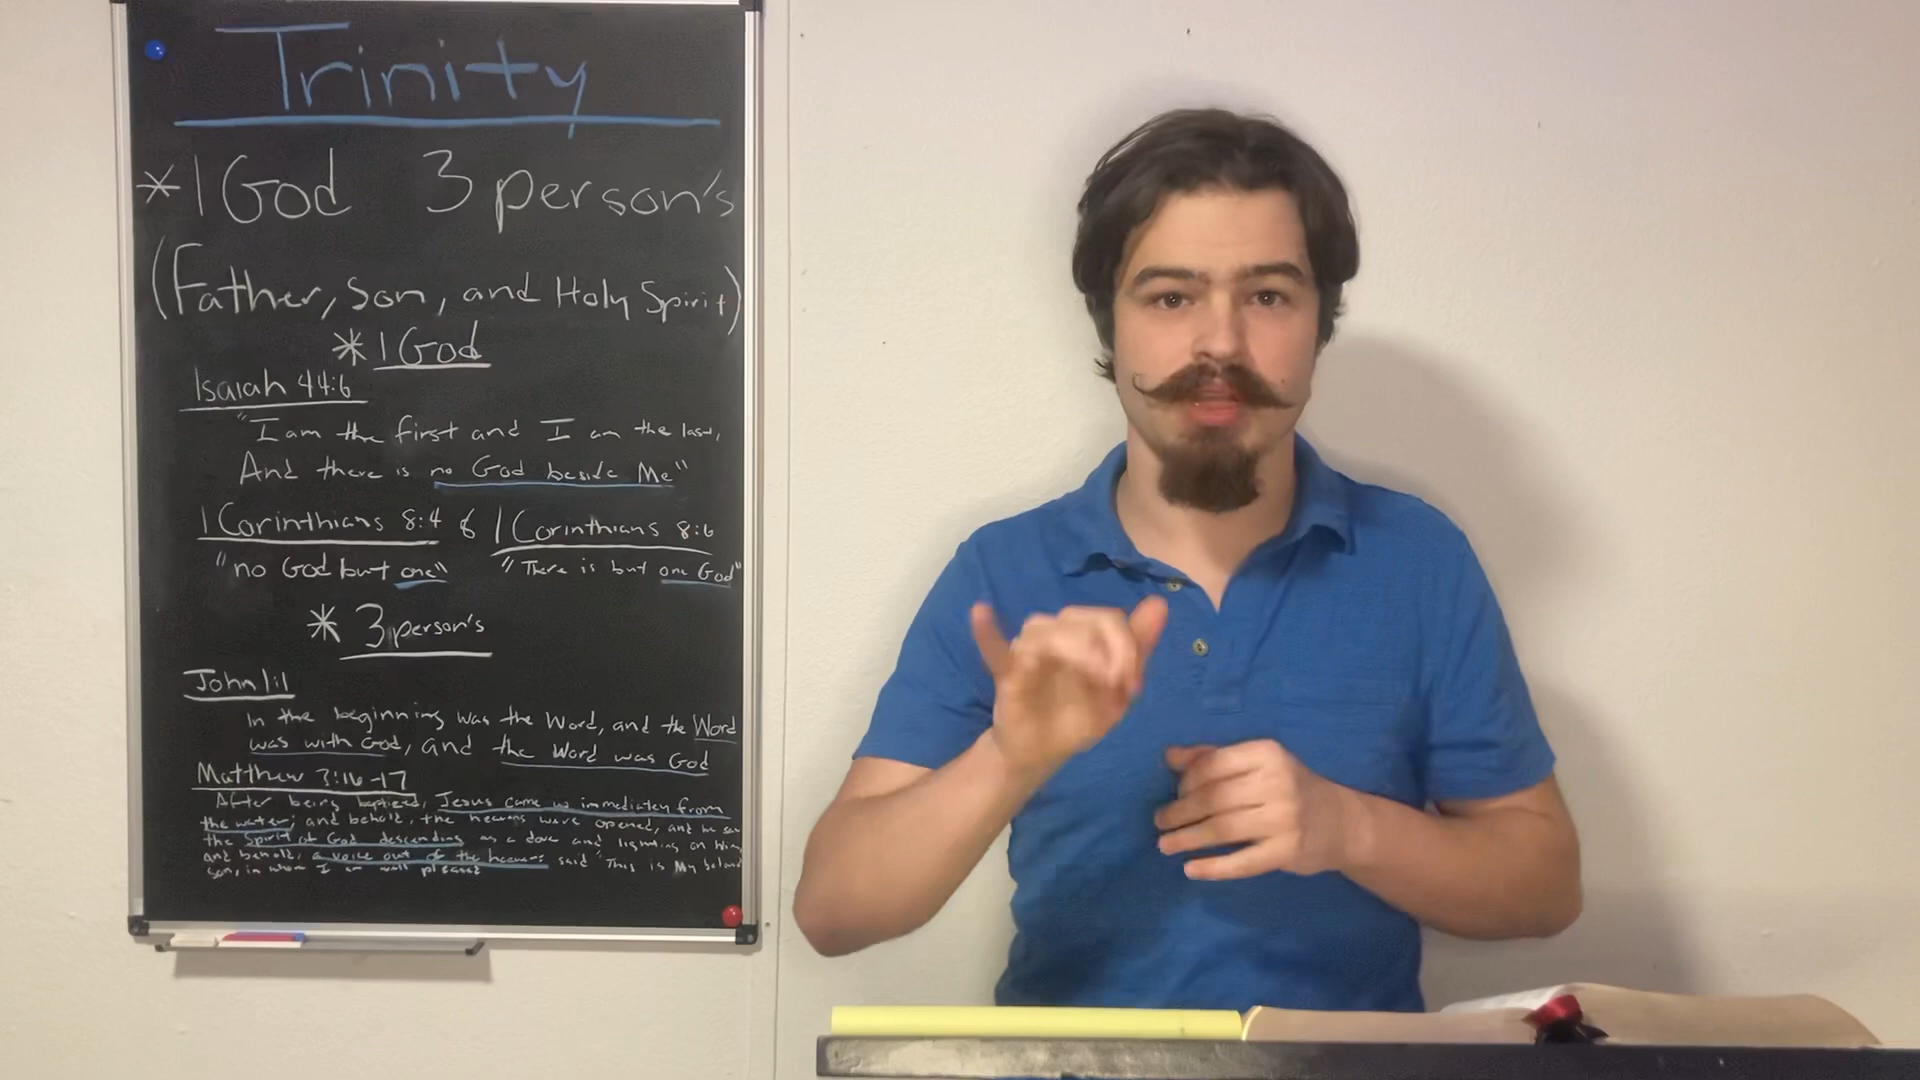 Trinity
*1 God 3 person's
(Father, Son, and Holy Spirit)
*1 God
Isaiah 44:6
"I am the first and I am the last,
And there is no God beside Me"
1 Corinthians 8:4 & 1 Corinthians 8:6
"no God but one" "There is but one God"
* 3 person's
John 1:1
In the beginning was the Word, and the Word
was with God, and the Word was God
Matthew 3:16-17
After being baptized, Jesus came up immediately from
the water; and behold, the heavens were opened, and he saw
the Spirit of God descending as a dove and lighting on Him,
and behold, a voice out of the heavens said "This is My beloved
son, in whom I am well pleased